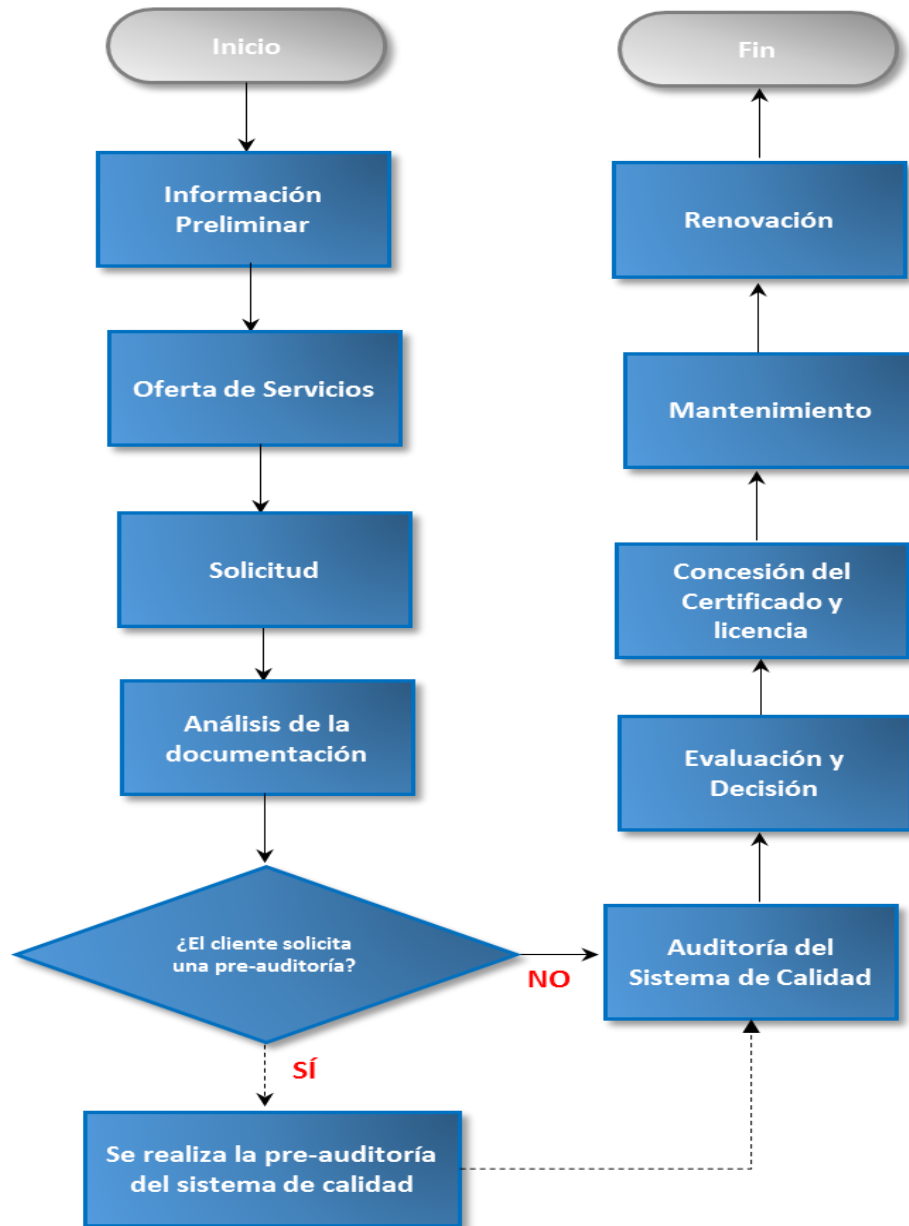 Inicio
Información
Preliminar
Oferta de Servicios
Solicitud
Análisis de la
documentación
¿El cliente solicita
una pre-auditoría?
NO
SÍ
Se realiza la pre-auditoría
del sistema de calidad
Auditoría del
Sistema de Calidad
Evaluación y
Decisión
Concesión del
Certificado y
licencia
Mantenimiento
Renovación
Fin